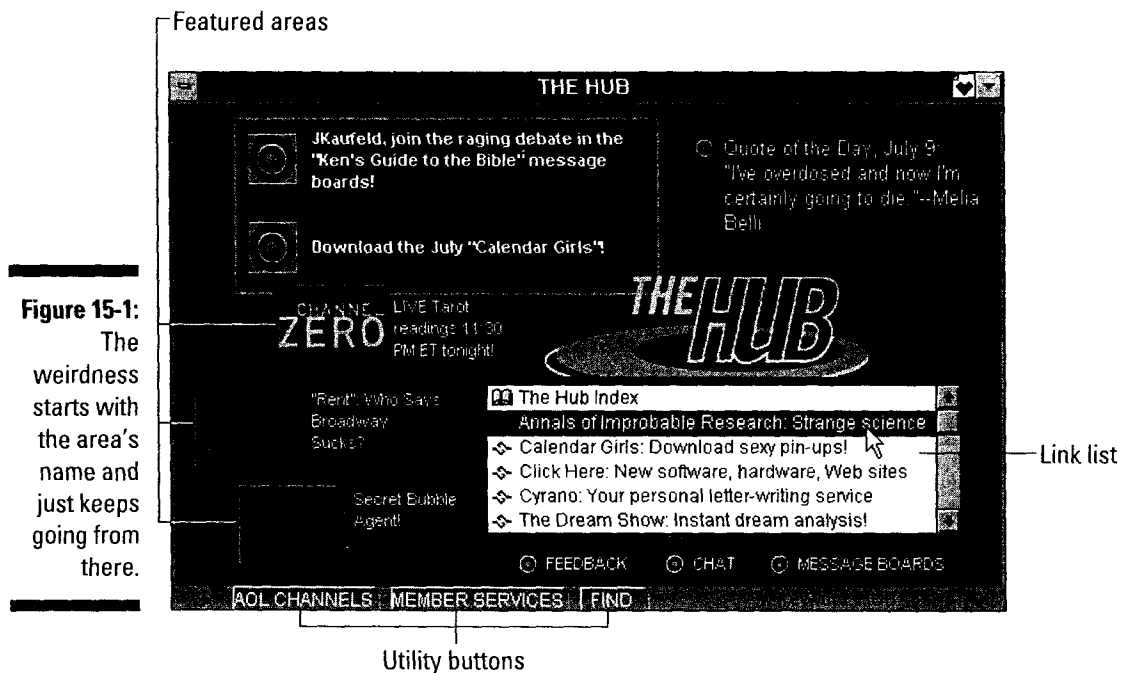 Featured areas
THE HUB
JKaufeld, join the raging debate in the
"Ken's Guide to the Bible" message
boards!
Download the July "Calendar Girls"!
Quote of the Day, July 9:
"I've overdosed and now I'm
certainly going to die."--Melia
Belli
CHANNEL
ZERO
LIVE Tarot
readings 11:30
PM ET tonight!
THE HUB
"Rent": Who Says
Broadway
Sucks?
Secret Bubble
Agent!
The Hub Index
Annals of Improbable Research: Strange science
Calendar Girls: Download sexy pin-ups!
Click Here: New software, hardware, Web sites
Cyrano: Your personal letter-writing service
The Dream Show: Instant dream analysis!
Link list
FEEDBACK
CHAT
MESSAGE BOARDS
AOL CHANNELS
MEMBER SERVICES
FIND
Utility buttons
Figure 15-1:
The
weirdness
starts with
the area's
name and
just keeps
going from
there.